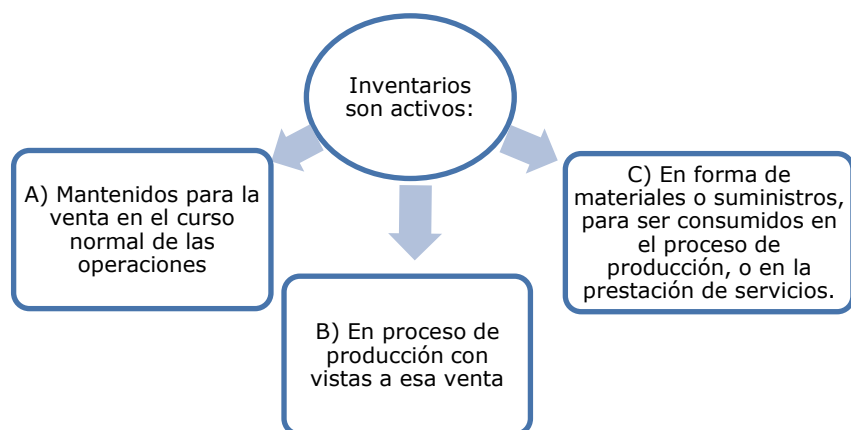 Inventarios
son activos:
A) Mantenidos para la
venta en el curso
normal de las
operaciones
B) En proceso de
producción con
vistas a esa venta
C) En forma de
materiales o suministros,
para ser consumidos en
el proceso de
producción, o en la
prestación de servicios.